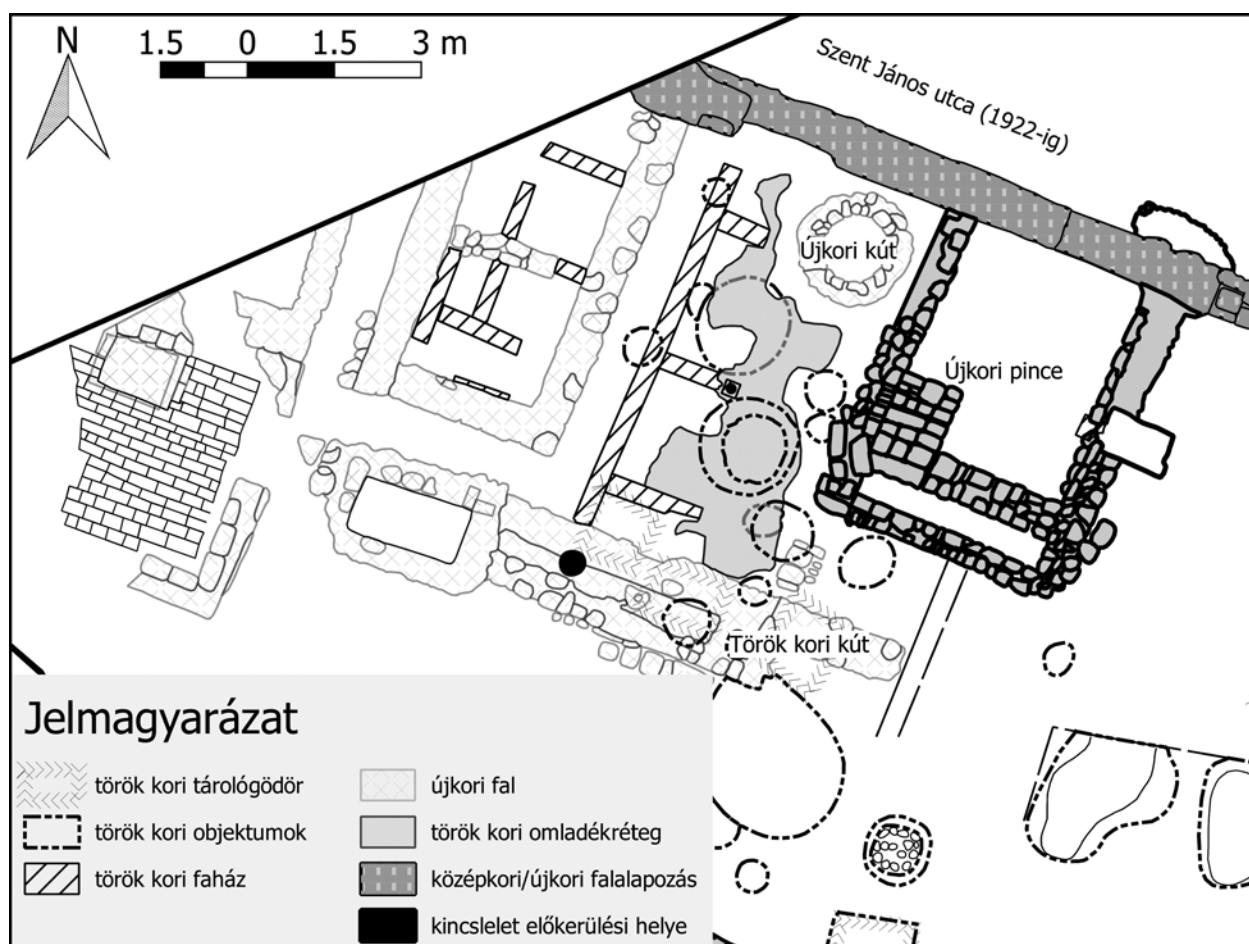 N
1.5 0 1.5 3 m
Szent János utca (1922-ig)
Újkori kút
Újkori pince
Török kori kút
Jelmagyarázat
török kori tárológödör
török kori objektumok
török kori faház
újkori fal
török kori omladékréteg
középkori/újkori falalapozás
kincslelet előkerülési helye